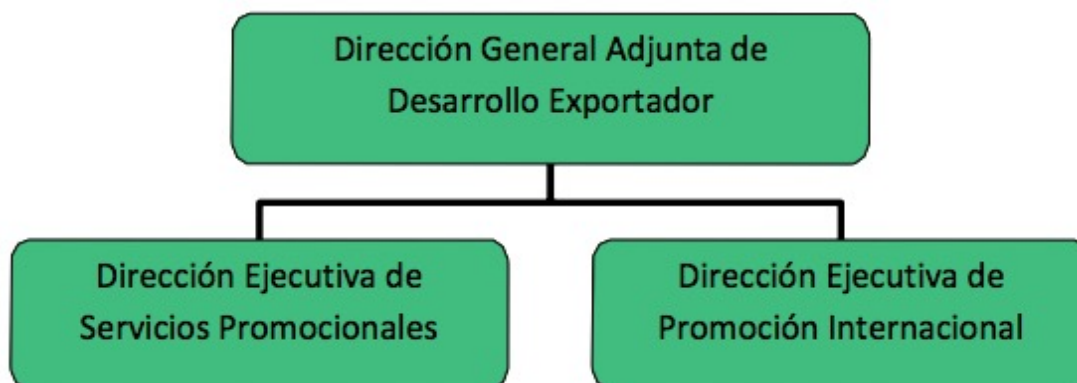 Dirección General Adjunta de
Desarrollo Exportador
Dirección Ejecutiva de
Servicios Promocionales
Dirección Ejecutiva de
Promoción Internacional